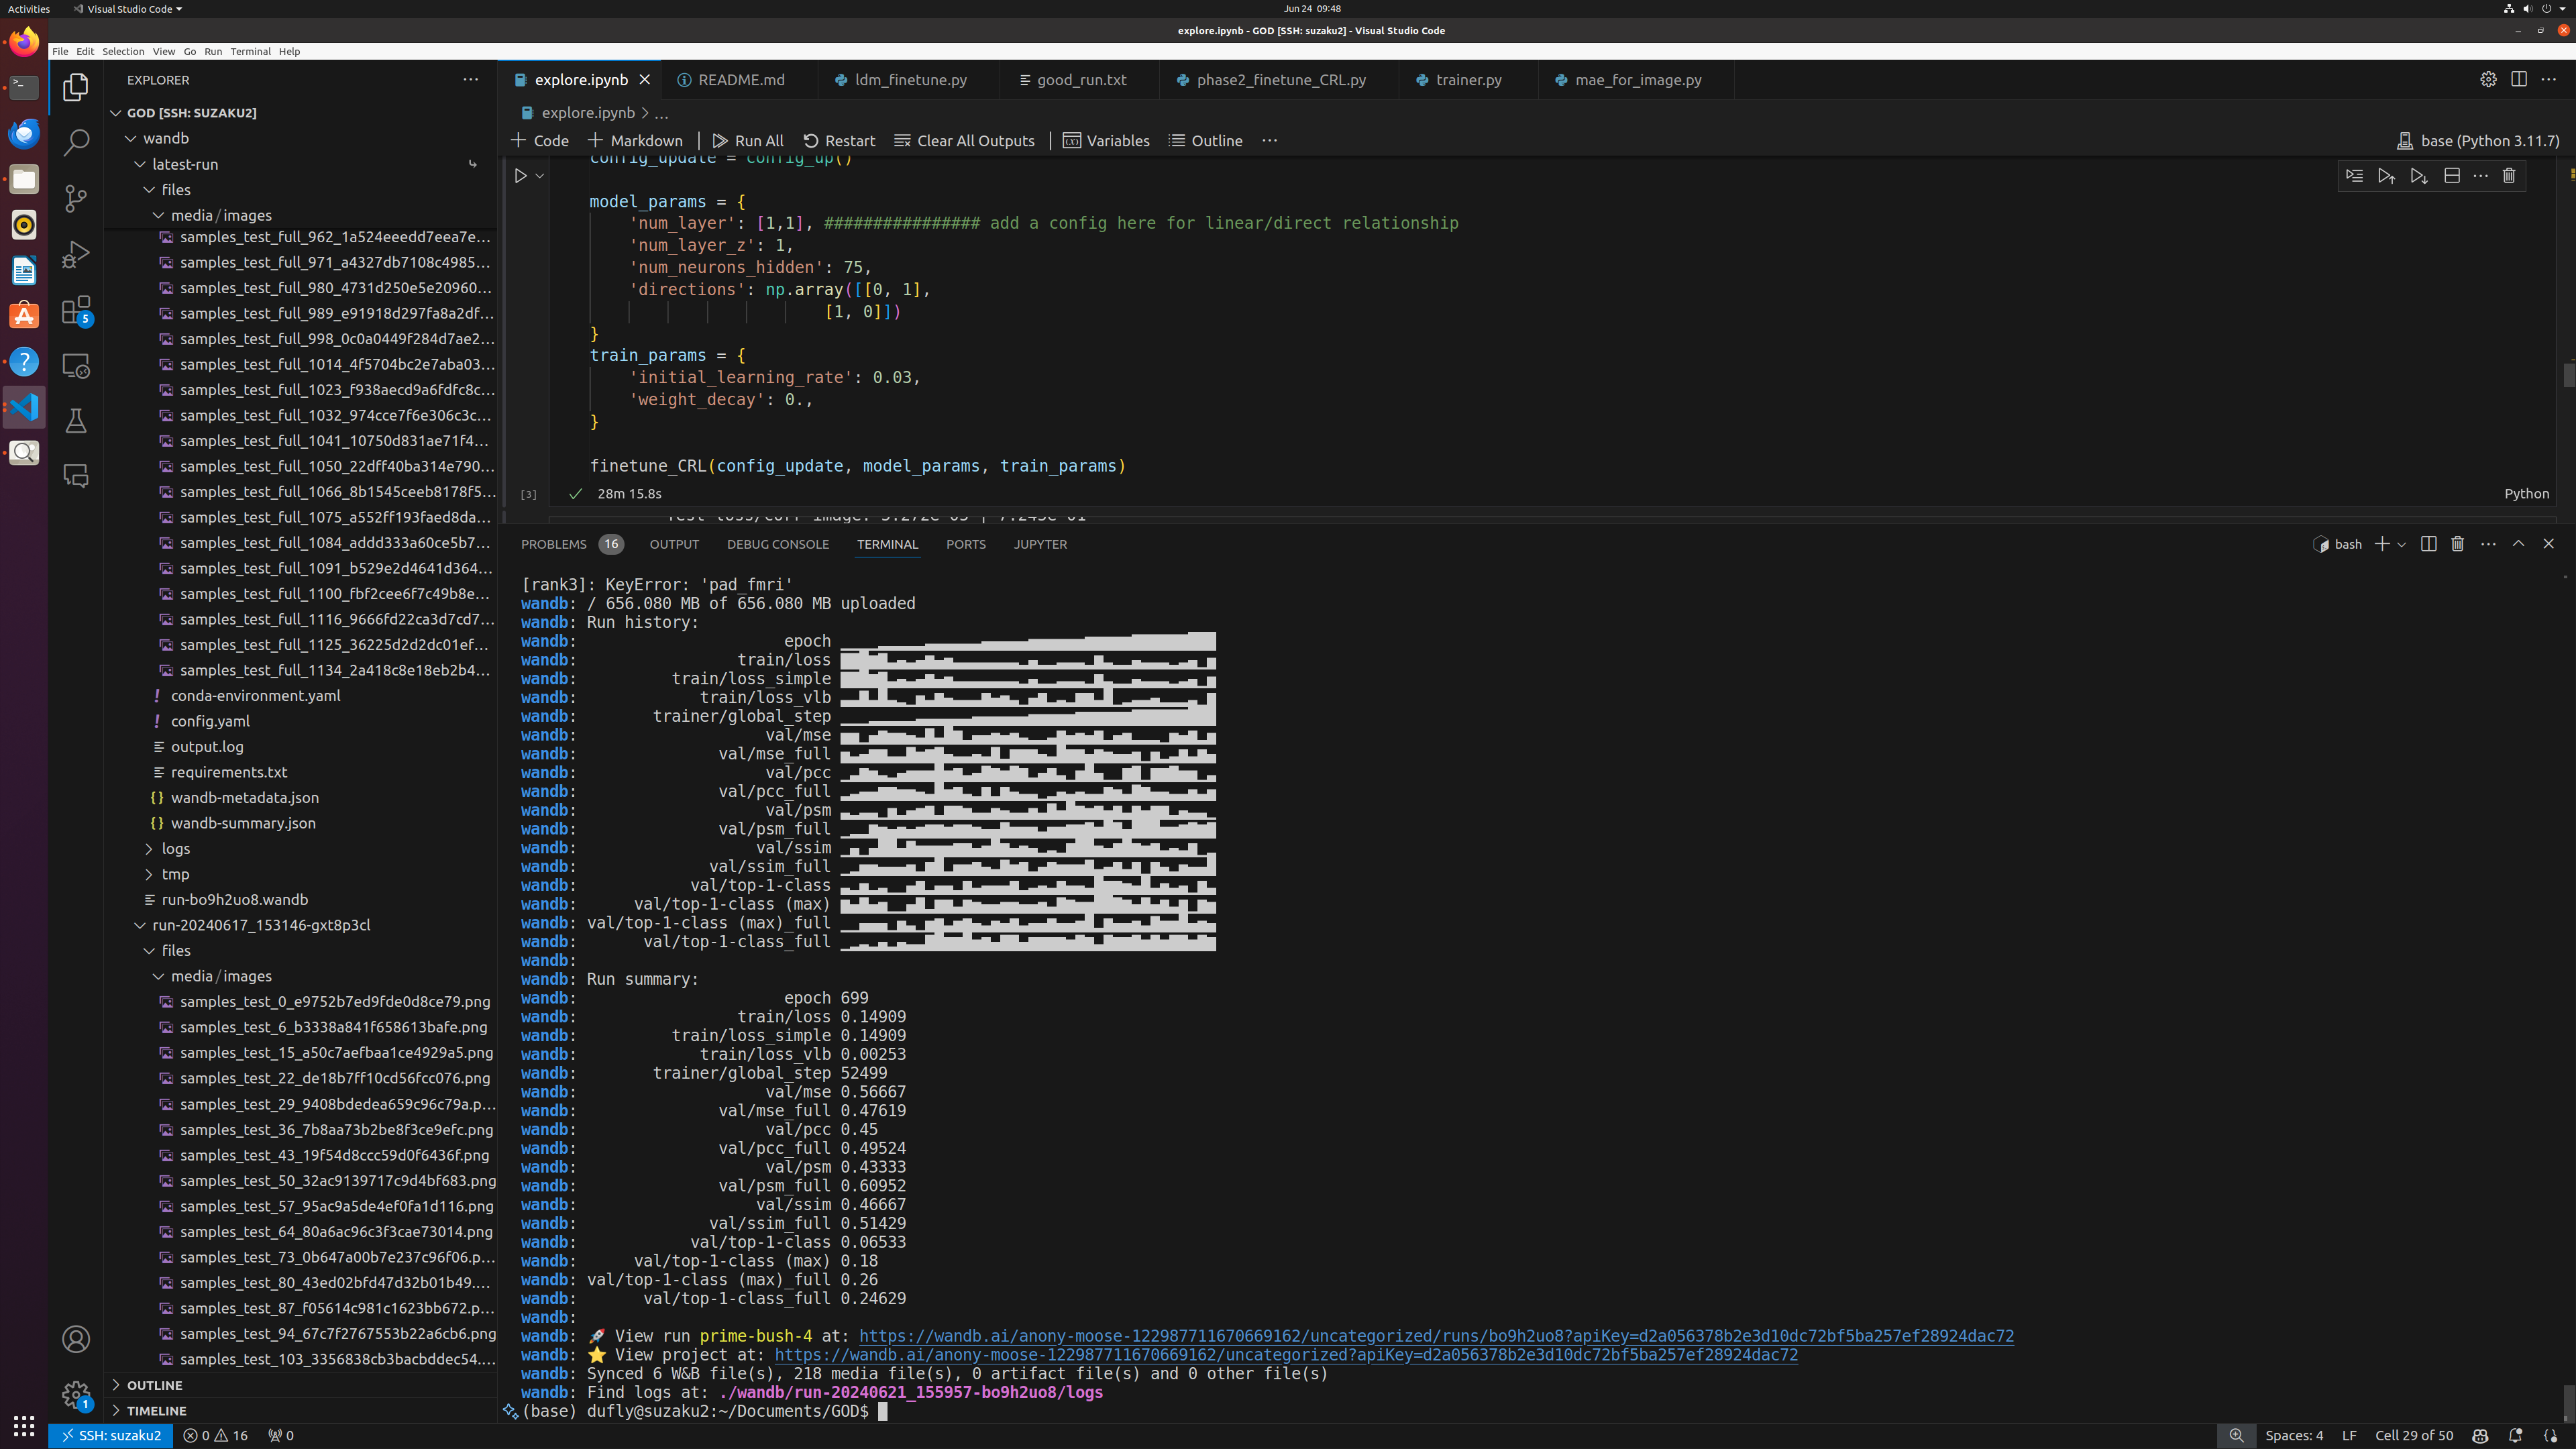 Activities
Visual Studio Code
Jun 24 09:48
explore.ipynb - GOD [SSH: suzaku2] - Visual Studio Code
File Edit Selection View Go Run Terminal Help
EXPLORER
GOD [SSH: SUZAKU2]
wandb
latest-run
files
media/images
samples_test_full_962_1a524eeedd7eea7e...
samples_test_full_971_a4327db7108c4985...
samples_test_full_980_4731d250e5e20960...
samples_test_full_989_e91918d297fa8a2df...
samples_test_full_998_0c0a0449f284d7ae2...
samples_test_full_1014_4f5704bc2e7aba03...
samples_test_full_1023_f938aecd9a6fdfc8c...
samples_test_full_1032_974cce7f6e306c3c...
samples_test_full_1041_10750d831ae71f4...
samples_test_full_1050_22dff40ba314e790...
samples_test_full_1066_8b1545ceeb8178f5...
samples_test_full_1075_a552ff193faed8da...
samples_test_full_1084_addd333a60ce5b7...
samples_test_full_1091_b529e2d4641d364...
samples_test_full_1100_fbf2cee6f7c49b8e...
samples_test_full_1116_9666fd22ca3d7cd7...
samples_test_full_1125_36225d2d2dc01ef...
samples_test_full_1134_2a418c8e18eb2b4...
conda-environment.yaml
config.yaml
output.log
requirements.txt
wandb-metadata.json
wandb-summary.json
logs
tmp
run-bo9h2uo8.wandb
run-20240617_153146-gxt8p3cl
files
media/images
samples_test_0_e9752b7ed9fde0d8ce79.png
samples_test_6_b3338a841f658613bafe.png
samples_test_15_a50c7aefbaa1ce4929a5.png
samples_test_22_de18b7ff10cd56fcc076.png
samples_test_29_9408bdedea659c96c79a.p...
samples_test_36_7b8aa73b2be8f3ce9efc.png
samples_test_43_19f54d8ccc59d0f6436f.png
samples_test_50_32ac9139717c9d4bf683.png
samples_test_57_95ac9a5de4ef0fa1d116.png
samples_test_64_80a6ac96c3f3cae73014.png
samples_test_73_0b647a00b7e237c96f06.p...
samples_test_80_43ed02bfd47d32b01b49....
samples_test_87_f05614c981c1623bb672.p...
samples_test_94_67c7f2767553b22a6cb6.png
samples_test_103_3356838cb3bacbddec54....
OUTLINE
TIMELINE
5
1
explore.ipynb README.md ldm_finetune.py good_run.txt phase2_finetune_CRL.py trainer.py mae_for_image.py
explore.ipynb > ...
+ Code + Markdown | Run All Restart Clear All Outputs | Variables Outline ...
base (Python 3.11.7)
config_update = config_up()
model_params = {
'num_layer': [1,1], ################ add a config here for linear/direct relationship
'num_layer_z': 1,
'num_neurons_hidden': 75,
'directions': np.array([[0, 1],
[1, 0]])
}
train_params = {
'initial_learning_rate': 0.03,
'weight_decay': 0.,
}
finetune_CRL(config_update, model_params, train_params)
[3]
28m 15.8s
Python
Test loss/corr image: 5.272e-03 | 7.245e-01
PROBLEMS 16 OUTPUT DEBUG CONSOLE TERMINAL PORTS JUPYTER
bash
[rank3]: KeyError: 'pad_fmri'
wandb: / 656.080 MB of 656.080 MB uploaded
wandb: Run history:
wandb: epoch
wandb: train/loss
wandb: train/loss_simple
wandb: train/loss_vlb
wandb: trainer/global_step
wandb: val/mse
wandb: val/mse_full
wandb: val/pcc
wandb: val/pcc_full
wandb: val/psm
wandb: val/psm_full
wandb: val/ssim
wandb: val/ssim_full
wandb: val/top-1-class
wandb: val/top-1-class (max)
wandb: val/top-1-class (max)_full
wandb: val/top-1-class_full
wandb:
wandb: Run summary:
wandb: epoch 699
wandb: train/loss 0.14909
wandb: train/loss_simple 0.14909
wandb: train/loss_vlb 0.00253
wandb: trainer/global_step 52499
wandb: val/mse 0.56667
wandb: val/mse_full 0.47619
wandb: val/pcc 0.45
wandb: val/pcc_full 0.49524
wandb: val/psm 0.43333
wandb: val/psm_full 0.60952
wandb: val/ssim 0.46667
wandb: val/ssim_full 0.51429
wandb: val/top-1-class 0.06533
wandb: val/top-1-class (max) 0.18
wandb: val/top-1-class (max)_full 0.26
wandb: val/top-1-class_full 0.24629
wandb:
wandb: 🚀 View run prime-bush-4 at: https://wandb.ai/anony-moose-122987711670669162/uncategorized/runs/bo9h2uo8?apiKey=d2a056378b2e3d10dc72bf5ba257ef28924dac72
wandb: ⭐ View project at: https://wandb.ai/anony-moose-122987711670669162/uncategorized?apiKey=d2a056378b2e3d10dc72bf5ba257ef28924dac72
wandb: Synced 6 W&B file(s), 218 media file(s), 0 artifact file(s) and 0 other file(s)
wandb: Find logs at: ./wandb/run-20240621_155957-bo9h2uo8/logs
(base) dufly@suzaku2:~/Documents/GOD$
SSH: suzaku2 0 16 0
Spaces: 4 LF Cell 29 of 50